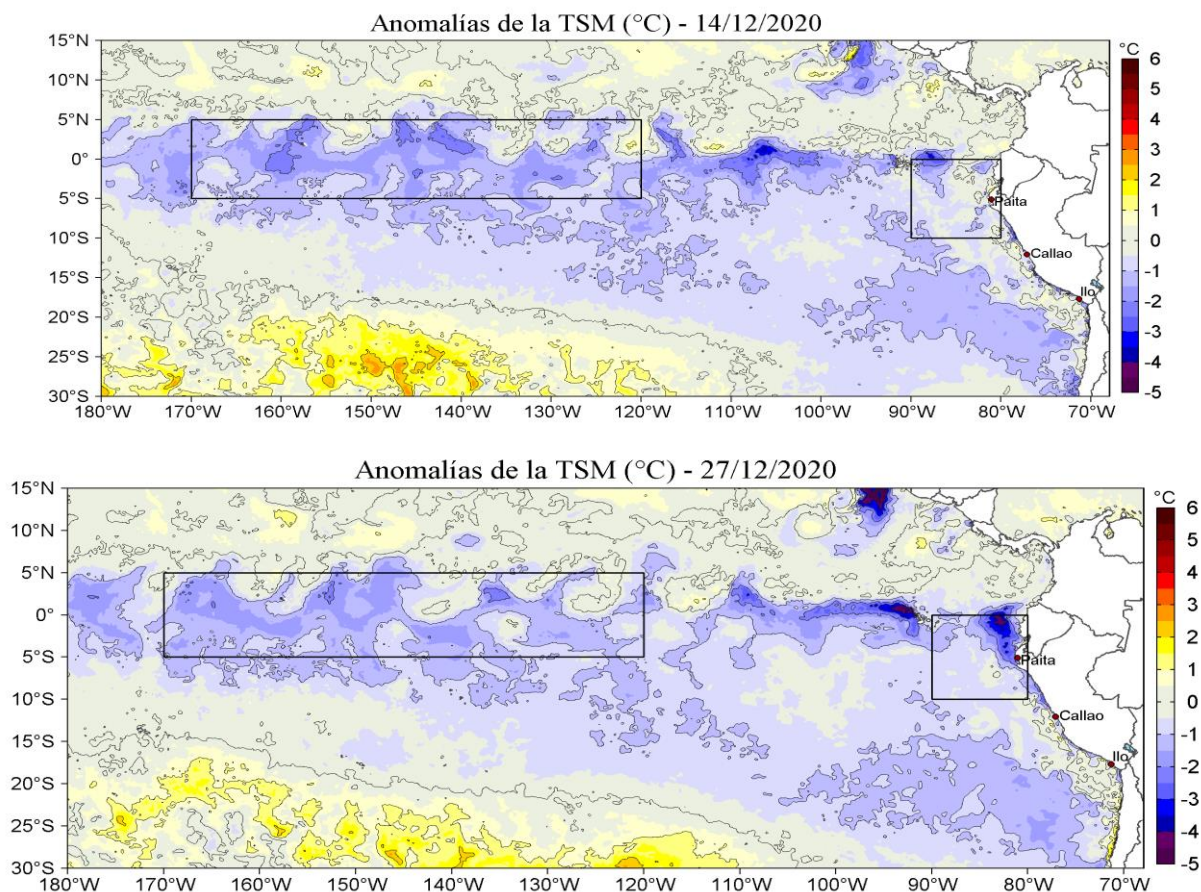 Anomalías de la TSM (°C) - 14/12/2020
15°N
10°N
5°N
0°
5°S
10°S
15°S
20°S
25°S
30°S
180°W 170°W 160°W 150°W 140°W 130°W 120°W 110°W 100°W 90°W 80°W 70°W
Paita
Callao
Ilo
°C
6
5
4
3
2
1
0
-1
-2
-3
-4
-5
Anomalías de la TSM (°C) - 27/12/2020
15°N
10°N
5°N
0°
5°S
10°S
15°S
20°S
25°S
30°S
180°W 170°W 160°W 150°W 140°W 130°W 120°W 110°W 100°W 90°W 80°W 70°W
Paita
Callao
Ilo
°C
6
5
4
3
2
1
0
-1
-2
-3
-4
-5